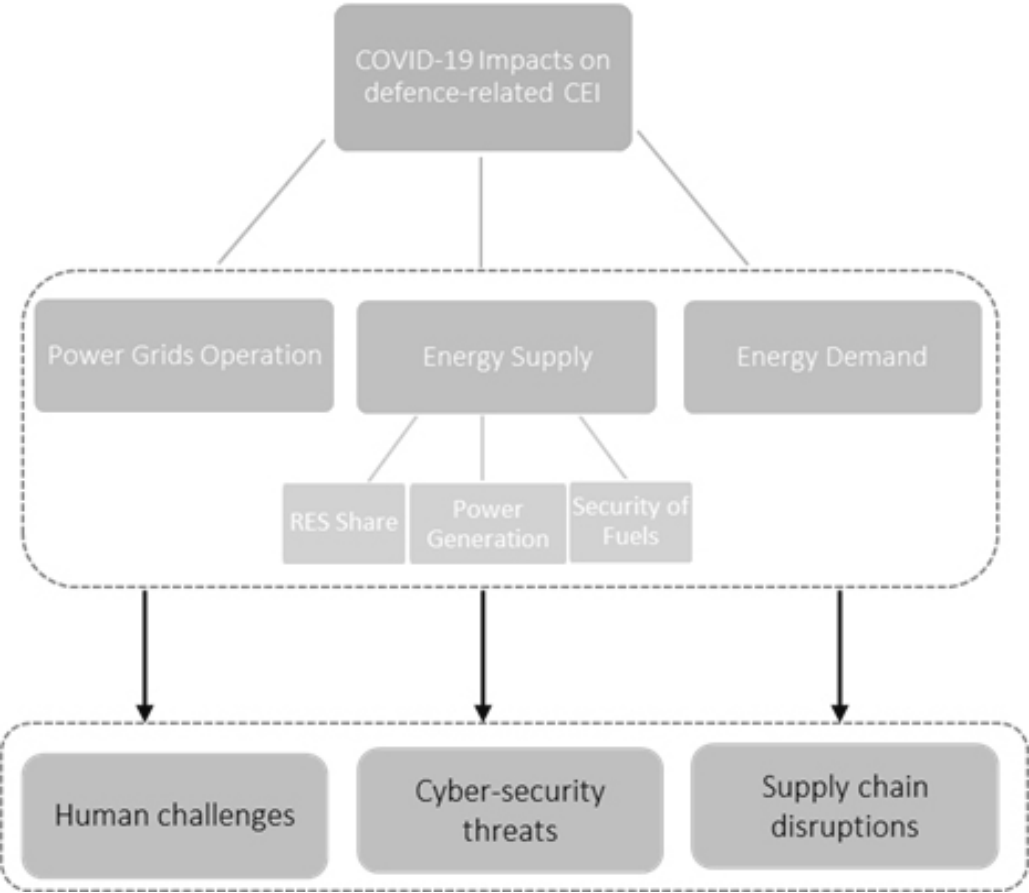 COVID-19 Impacts on
defence-related CEI
Power Grids Operation
Energy Supply
Energy Demand
RES Share
Power
Generation
Security of
Fuels
Human challenges
Cyber-security
threats
Supply chain
disruptions